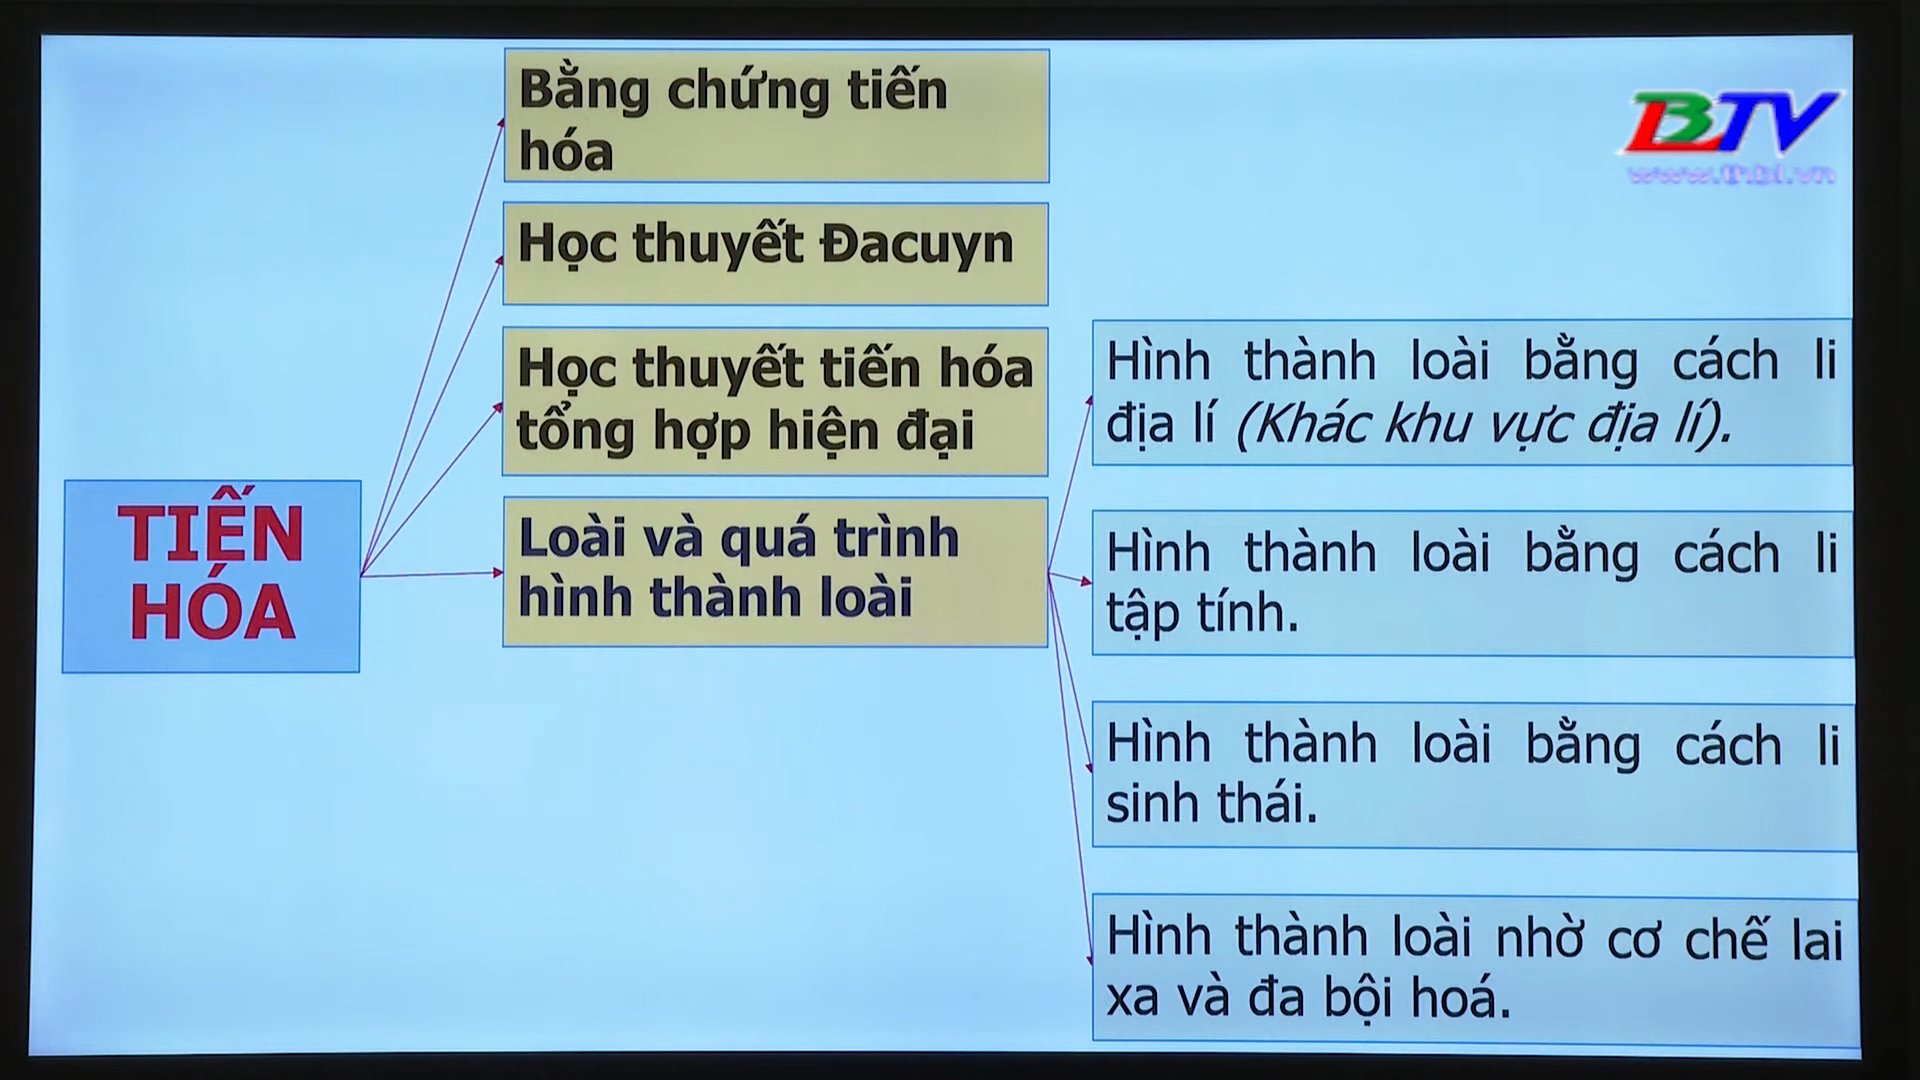 Bằng chứng tiến
hóa
BTV
www.thbt.vn
Học thuyết Đacuyn
Học thuyết tiến hóa
tổng hợp hiện đại
TIẾN
HÓA
Loài và quá trình
hình thành loài
Hình thành loài bằng cách li
địa lí (Khác khu vực địa lí).
Hình thành loài bằng cách li
tập tính.
Hình thành loài bằng cách li
sinh thái.
Hình thành loài nhờ cơ chế lai
xa và đa bội hoá.